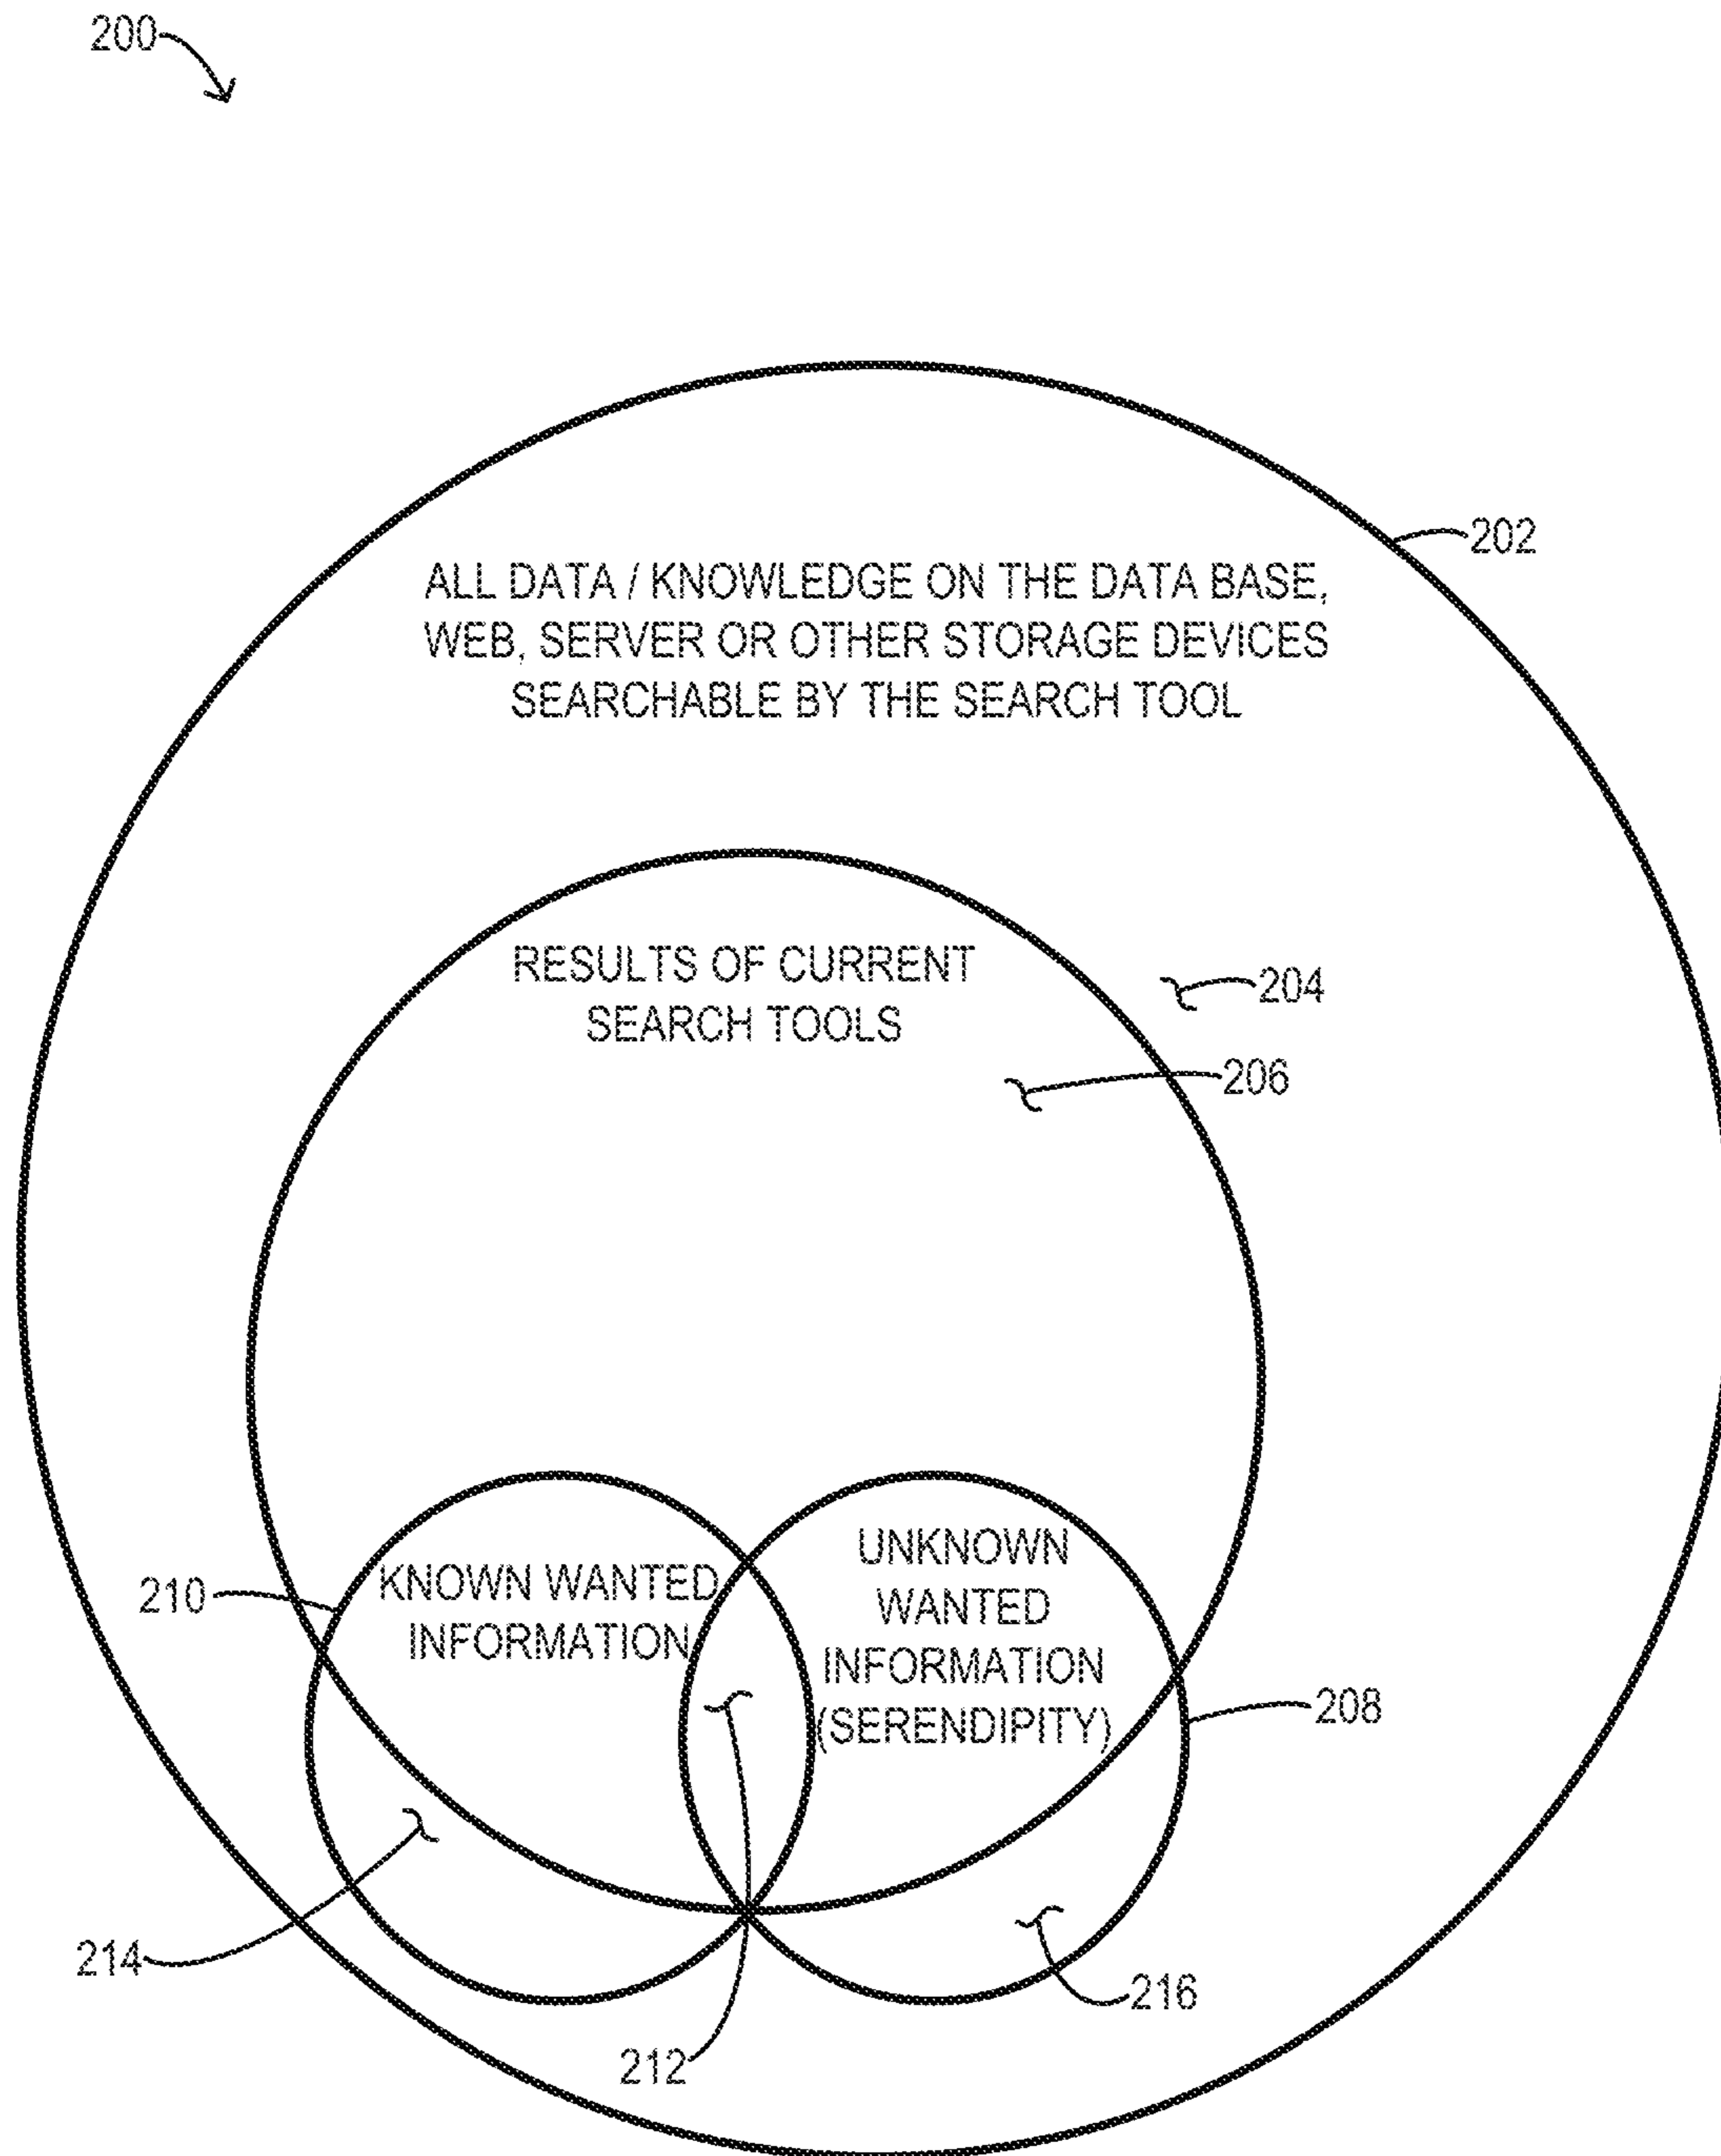 200
202
ALL DATA / KNOWLEDGE ON THE DATA BASE,
WEB, SERVER OR OTHER STORAGE DEVICES
SEARCHABLE BY THE SEARCH TOOL
RESULTS OF CURRENT
SEARCH TOOLS
204
206
KNOWN WANTED
INFORMATION
UNKNOWN
WANTED
INFORMATION
(SERENDIPITY)
210
208
214
216
212